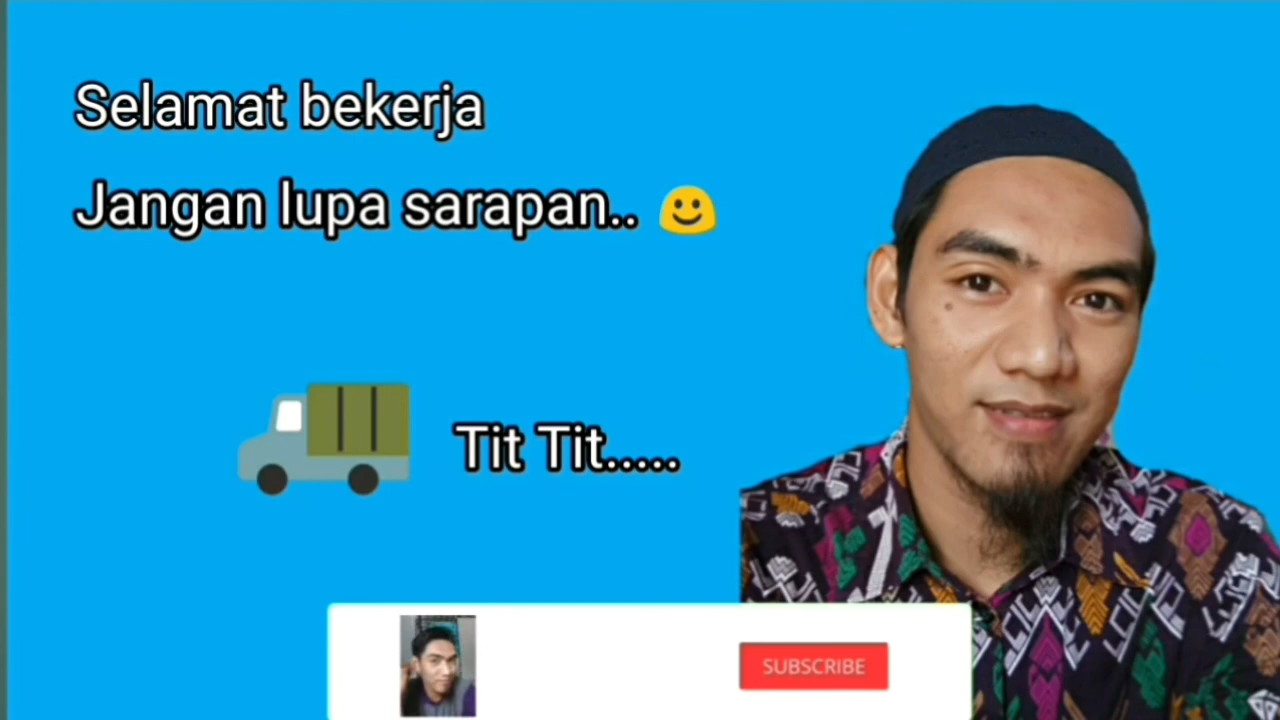 Selamat bekerja
Jangan lupa sarapan.. 🙂
Tit Tit.....
SUBSCRIBE